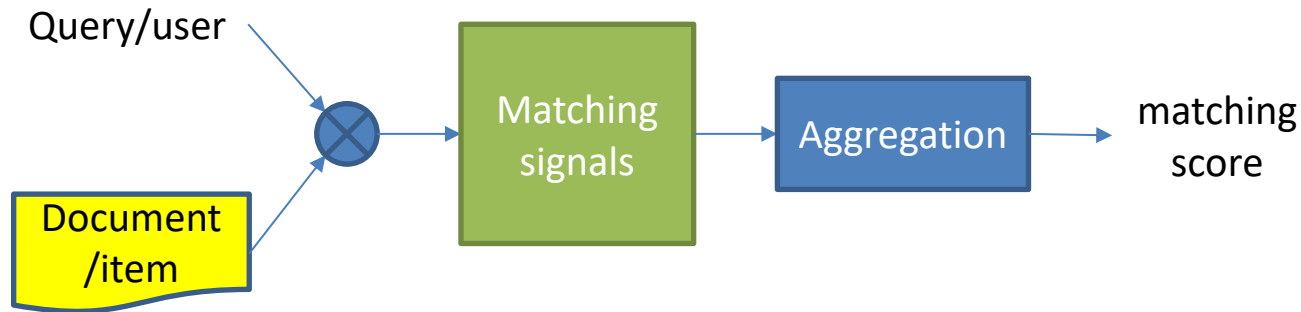 Query/user
Document
/item
Matching
signals
Aggregation
matching
score